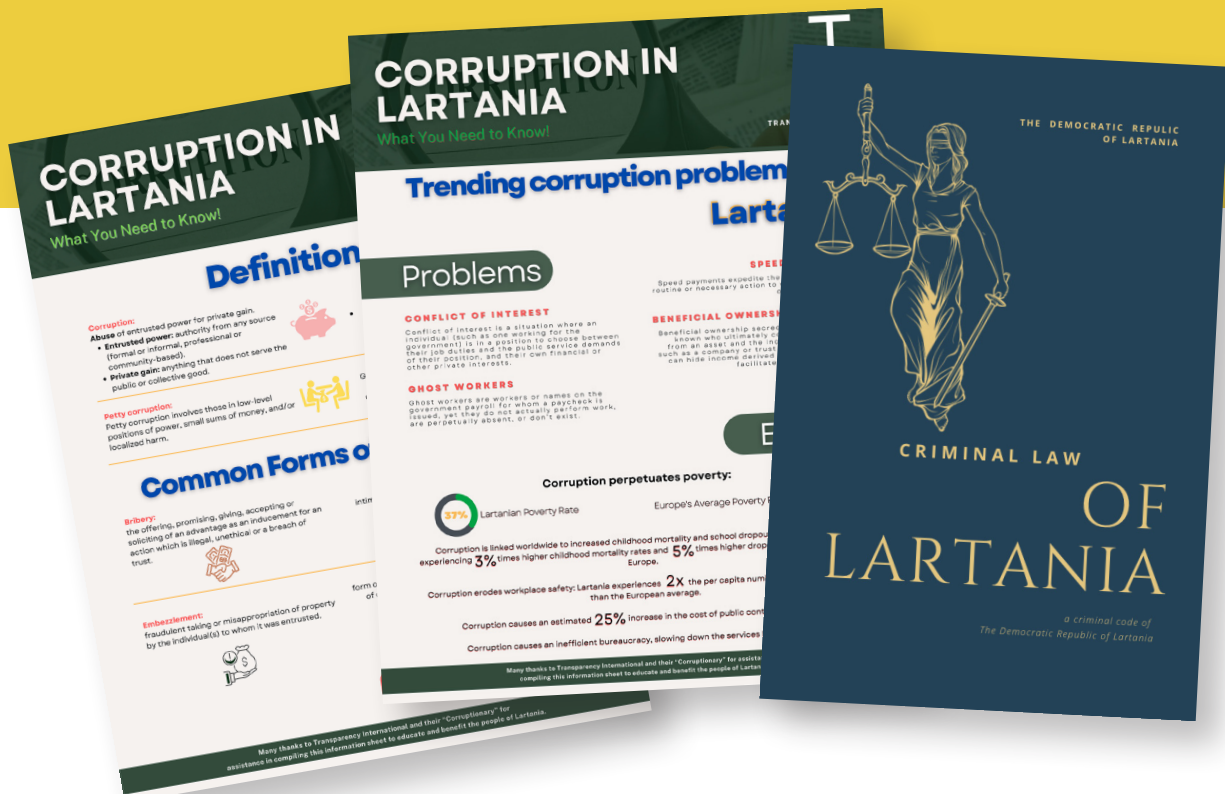 CORRUPTION IN
LARTANIA
What You Need to Know!
Definition
Corruption:
Abuse of entrusted power for private gain.
• Entrusted power: authority from any source
(formal or informal, professional or
community-based).
• Private gain: anything that does not serve the
public or collective good.
Petty corruption:
Petty corruption involves those in low-level
positions of power, small sums of money, and/or
localized harm.
Common Forms o
Bribery:
the offering, promising, giving, accepting or
soliciting of an advantage as an inducement for an
action which is illegal, unethical or a breach of
trust.
intim
Embezzlement:
fraudulent taking or misappropriation of property
by the individual(s) to whom it was entrusted.
form o
of
Many thanks to Transparency International and their "Corruptionary" for
assistance in compiling this information sheet to educate and benefit the people of Lartania.
CORRUPTION IN
LARTANIA
What You Need to Know!
T
TRAN
Trending corruption problem
Larta
Problems
CONFLICT OF INTEREST
Conflict of interest is a situation where an
individual (such as one working for the
government) is in a position to choose between
their job duties and the public service demands
of their position, and their own financial or
other private interests.
GHOST WORKERS
Ghost workers are workers or names on the
government payroll for whom a paycheck is
issued, yet they do not actually perform work,
are perpetually absent, or don't exist.
SPEED
Speed payments expedite the
routine or necessary action to
BENEFICIAL OWNERSH
Beneficial ownership secrec
known who ultimately co
from an asset and the inc
such as a company or trust
can hide income derived
facilitate
E
Corruption perpetuates poverty:
37% Lartanian Poverty Rate
Europe's Average Poverty
Corruption is linked worldwide to increased childhood mortality and school dropou
experiencing 3% times higher childhood mortality rates and 5% times higher drop
Europe.
Corruption erodes workplace safety: Lartania experiences 2x the per capita num
than the European average.
Corruption causes an estimated 25% increase in the cost of public cont
Corruption causes an inefficient bureaucracy, slowing down the services
Many thanks to Transparency International and their "Corruptionary" for assista
compiling this information sheet to educate and benefit the people of Lartan
THE DEMOCRATIC REPULIC
OF LARTANIA
CRIMINAL LAW
OF
LARTANIA
a criminal code of
The Democratic Republic of Lartania